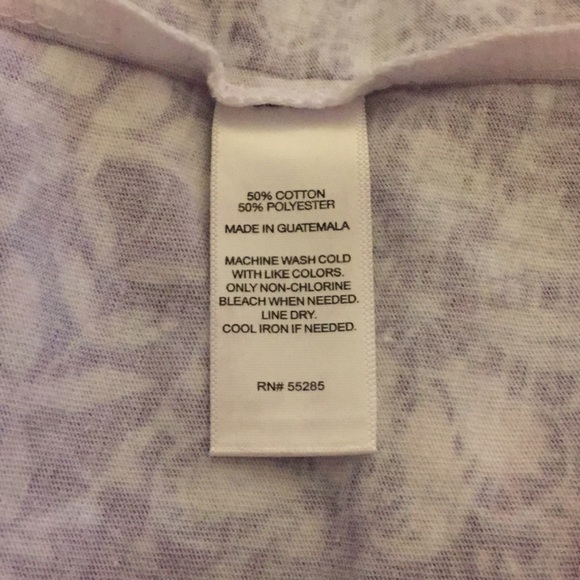 50% COTTON
50% POLYESTER
MADE IN GUATEMALA
MACHINE WASH COLD
WITH LIKE COLORS.
ONLY NON-CHLORINE
BLEACH WHEN NEEDED.
LINE DRY.
COOL IRON IF NEEDED.
RN# 55285